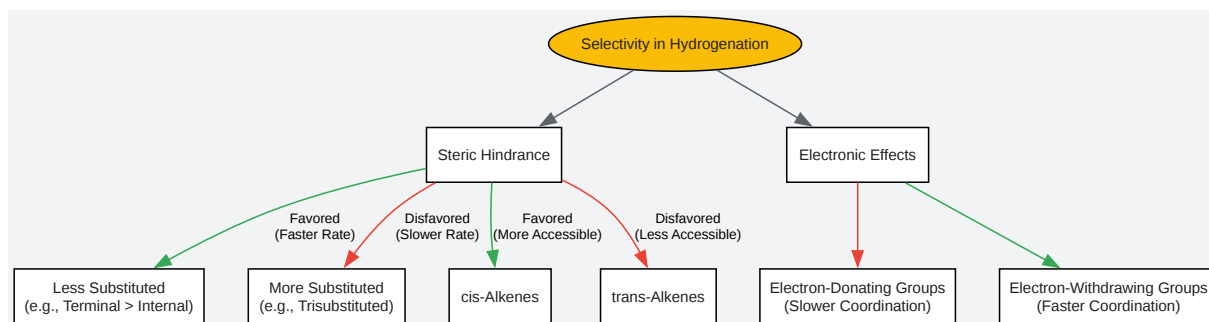 Selectivity in Hydrogenation
Steric Hindrance
Electronic Effects
Favored
(Faster Rate)
Disfavored
(Slower Rate)
Favored
(More Accessible)
Disfavored
(Less Accessible)
Less Substituted
(e.g., Terminal > Internal)
More Substituted
(e.g., Trisubstituted)
cis-Alkenes
trans-Alkenes
Electron-Donating Groups
(Slower Coordination)
Electron-Withdrawing Groups
(Faster Coordination)